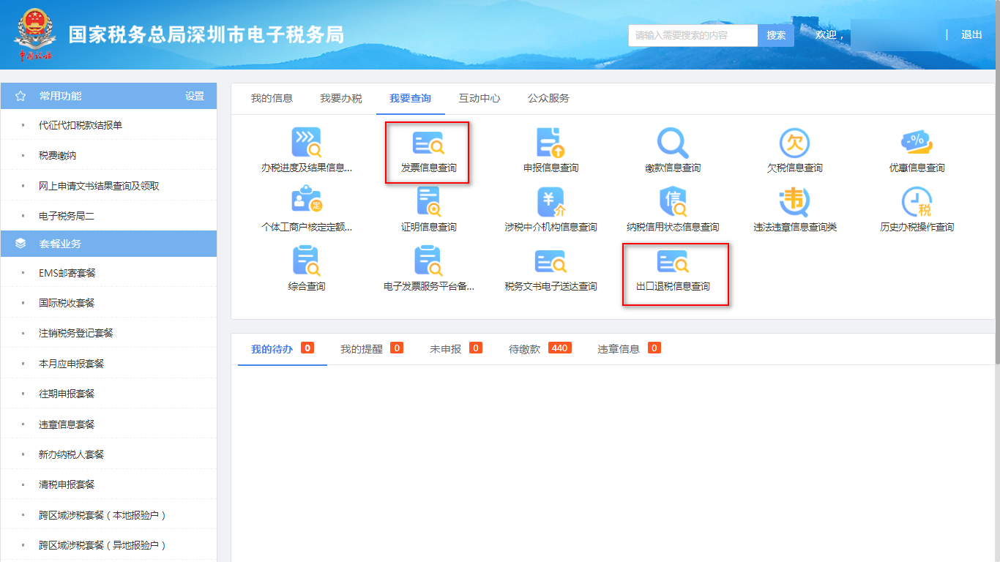 国家税务总局深圳市电子税务局
中国税务
请输入需要搜索的内容 搜索 欢迎， | 退出
常用功能 设置
代征代扣税款结报单
税费缴纳
网上申请文书结果查询及领取
电子税务局二
套餐业务
EMS邮寄套餐
国际税收套餐
注销税务登记套餐
本月应申报套餐
往期申报套餐
违章信息套餐
新办纳税人套餐
清税申报套餐
跨区域涉税套餐（本地报验户）
跨区域涉税套餐（异地报验户）
我的信息 我要办税 我要查询 互动中心 公众服务
欠 %
办税进度及结果信息... 发票信息查询 申报信息查询 缴款信息查询 欠税信息查询 优惠信息查询
定 ¥ 介 信 韦 税
个体工商户核定定额... 证明信息查询 涉税中介机构信息查询 纳税信用状态信息查询 违法违章信息查询类 历史办税操作查询
综合查询 电子发票服务平台备... 税务文书电子送达查询 出口退税信息查询
我的待办 0 我的提醒 0 未申报 0 待缴款 440 违章信息 0